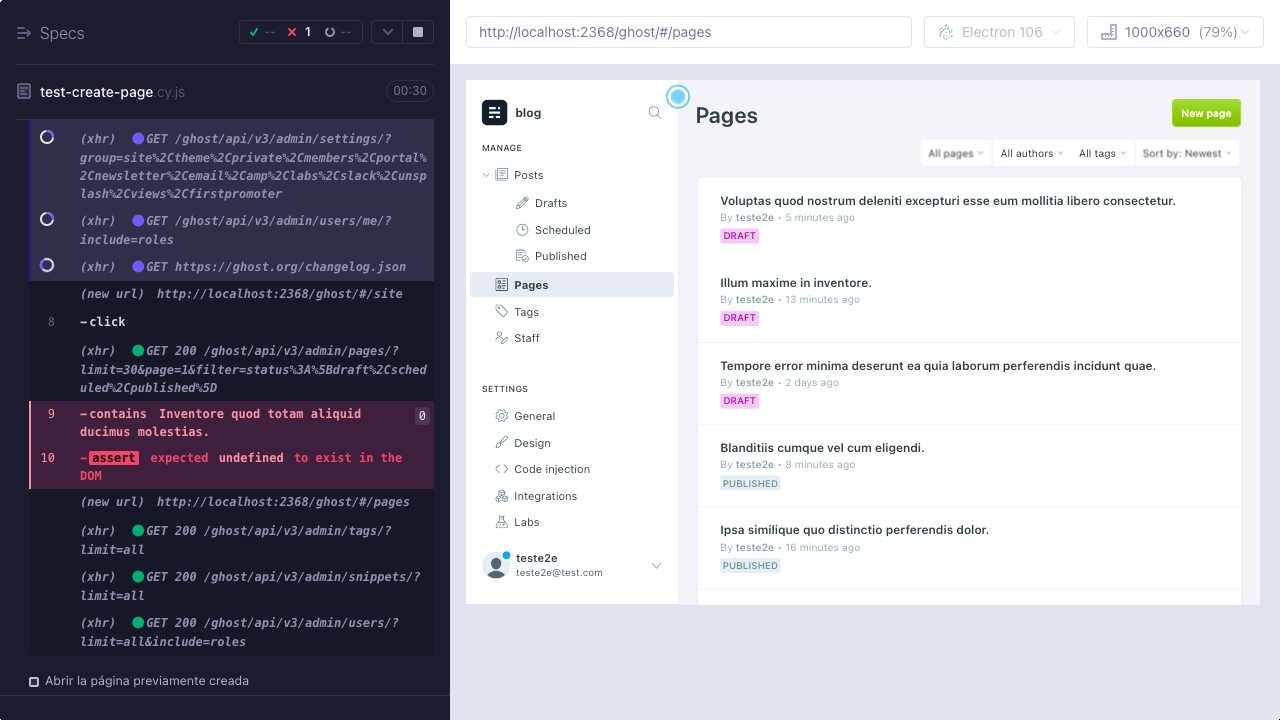 Specs
-- 1 --
test-create-page.cy.js
00:30
(xhr) GET /ghost/api/v3/admin/settings/?
group=site%2Ctheme%2Cprivate%2Cmembers%2Cportal%
2Cnewsletter%2Cemail%2Camp%2Clabs%2Cslack%2Cunsp
lash%2Cviews%2Cfirstpromoter
(xhr) GET /ghost/api/v3/admin/users/me/?
include=roles
(xhr) GET https://ghost.org/changelog.json
(new url) http://localhost:2368/ghost/#/site
8 -click
(xhr) GET 200 /ghost/api/v3/admin/pages/?
limit=30&page=1&filter=status%3A%5Bdraft%2Csched
uled%2Cpublished%5D
9 -contains Inventore quod totam aliquid 0
ducimus molestias.
10 -assert expected undefined to exist in the
DOM
(new url) http://localhost:2368/ghost/#/pages
(xhr) GET 200 /ghost/api/v3/admin/tags/?
limit=all
(xhr) GET 200 /ghost/api/v3/admin/snippets/?
limit=all
(xhr) GET 200 /ghost/api/v3/admin/users/?
limit=all&include=roles
Abrir la página previamente creada
http://localhost:2368/ghost/#/pages
Electron 106
1000x660 (79%)
blog
MANAGE
Posts
Drafts
Scheduled
Published
Pages
Tags
Staff
SETTINGS
General
Design
Code injection
Integrations
Labs
teste2e
teste2e@test.com
Pages
New page
All pages
All authors
All tags
Sort by: Newest
Voluptas quod nostrum deleniti excepturi esse eum mollitia libero consectetur.
By teste2e • 5 minutes ago
DRAFT
Illum maxime in inventore.
By teste2e • 13 minutes ago
DRAFT
Tempore error minima deserunt ea quia laborum perferendis incidunt quae.
By teste2e • 2 days ago
DRAFT
Blanditiis cumque vel cum eligendi.
By teste2e • 8 minutes ago
PUBLISHED
Ipsa similique quo distinctio perferendis dolor.
By teste2e • 16 minutes ago
PUBLISHED